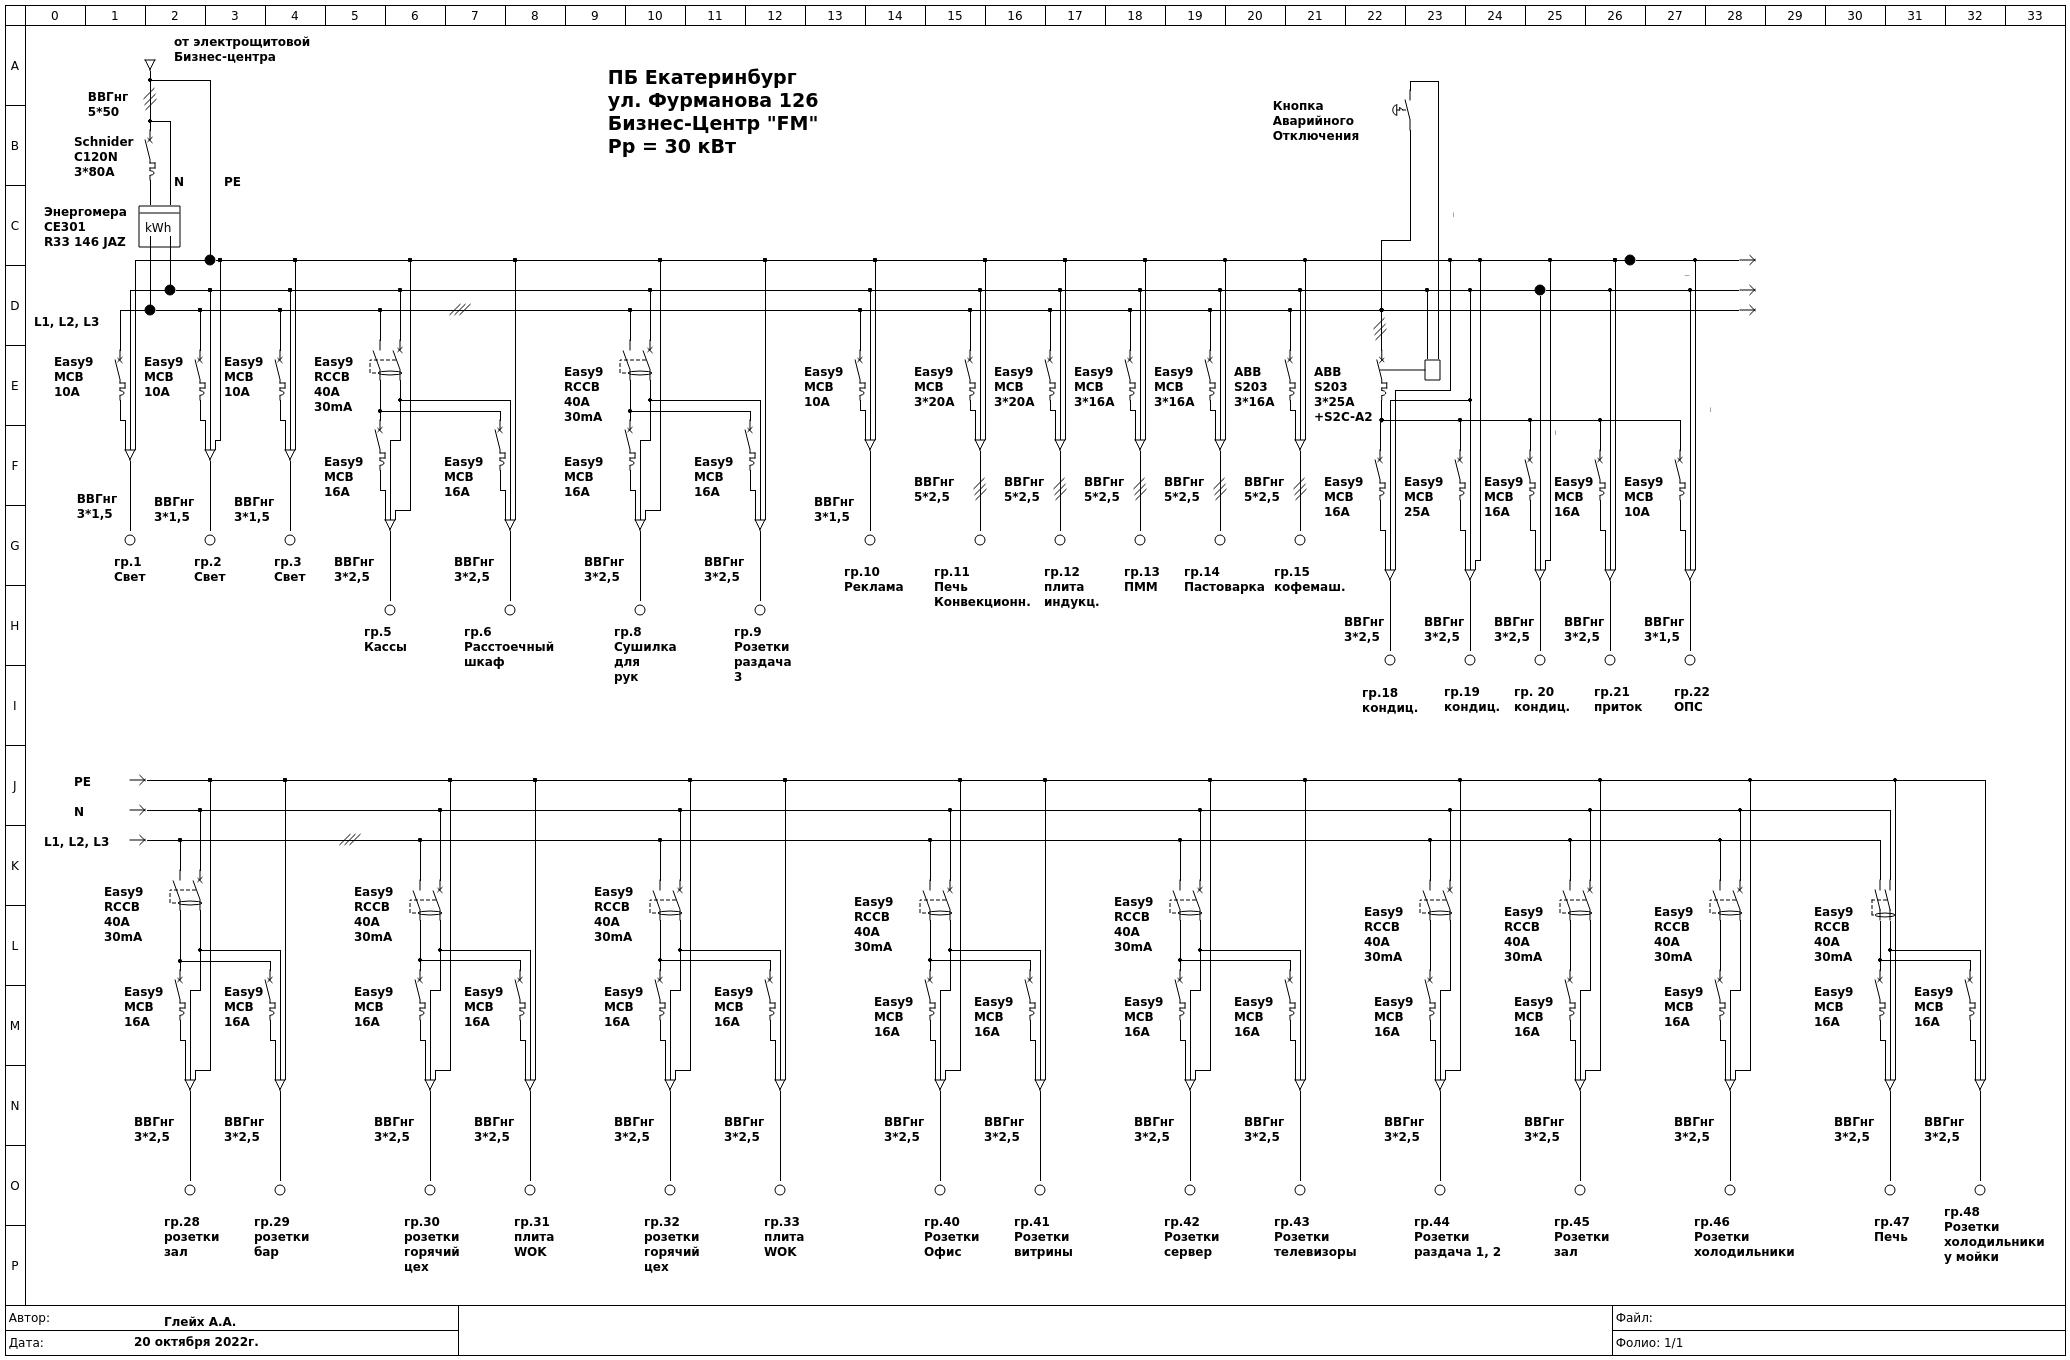 0 1 2 3 4 5 6 7 8 9 10 11 12 13 14 15 16 17 18 19 20 21 22 23 24 25 26 27 28 29 30 31 32 33
A
B
C
D
E
F
G
H
I
J
K
L
M
N
O
P
от электрощитовой
Бизнес-центра
ВВГнг
5*50
Schnider
C120N
3*80A
N
PE
Энергомера
CE301
R33 146 JAZ
kWh
ПБ Екатеринбург
ул. Фурманова 126
Бизнес-Центр "FM"
Рр = 30 кВт
Кнопка
Аварийного
Отключения
L1, L2, L3
Easy9
MCB
10A
Easy9
MCB
10A
Easy9
MCB
10A
Easy9
RCCB
40A
30mA
Easy9
RCCB
40A
30mA
Easy9
MCB
10A
Easy9
MCB
3*20A
Easy9
MCB
3*20A
Easy9
MCB
3*16A
Easy9
MCB
3*16A
ABB
S203
3*16A
ABB
S203
3*25A
+S2C-A2
Easy9
MCB
16A
Easy9
MCB
16A
Easy9
MCB
16A
Easy9
MCB
16A
Easy9
MCB
16A
Easy9
MCB
25A
Easy9
MCB
16A
Easy9
MCB
16A
Easy9
MCB
10A
ВВГнг
3*1,5
ВВГнг
3*1,5
ВВГнг
3*1,5
ВВГнг
3*1,5
ВВГнг
5*2,5
ВВГнг
5*2,5
ВВГнг
5*2,5
ВВГнг
5*2,5
ВВГнг
5*2,5
гр.1
Свет
гр.2
Свет
гр.3
Свет
ВВГнг
3*2,5
ВВГнг
3*2,5
ВВГнг
3*2,5
ВВГнг
3*2,5
гр.10
Реклама
гр.11
Печь
Конвекционн.
гр.12
плита
индукц.
гр.13
ПММ
гр.14
Пастоварка
гр.15
кофемаш.
гр.5
Кассы
гр.6
Расстоечный
шкаф
гр.8
Сушилка
для
рук
гр.9
Розетки
раздача
3
ВВГнг
3*2,5
ВВГнг
3*2,5
ВВГнг
3*2,5
ВВГнг
3*2,5
ВВГнг
3*1,5
гр.18
кондиц.
гр.19
кондиц.
гр. 20
кондиц.
гр.21
приток
гр.22
ОПС
PE
N
L1, L2, L3
Easy9
RCCB
40A
30mA
Easy9
RCCB
40A
30mA
Easy9
RCCB
40A
30mA
Easy9
RCCB
40A
30mA
Easy9
RCCB
40A
30mA
Easy9
RCCB
40A
30mA
Easy9
RCCB
40A
30mA
Easy9
RCCB
40A
30mA
Easy9
RCCB
40A
30mA
Easy9
MCB
16A
Easy9
MCB
16A
Easy9
MCB
16A
Easy9
MCB
16A
Easy9
MCB
16A
Easy9
MCB
16A
Easy9
MCB
16A
Easy9
MCB
16A
Easy9
MCB
16A
Easy9
MCB
16A
Easy9
MCB
16A
Easy9
MCB
16A
Easy9
MCB
16A
Easy9
MCB
16A
Easy9
MCB
16A
ВВГнг
3*2,5
ВВГнг
3*2,5
ВВГнг
3*2,5
ВВГнг
3*2,5
ВВГнг
3*2,5
ВВГнг
3*2,5
ВВГнг
3*2,5
ВВГнг
3*2,5
ВВГнг
3*2,5
ВВГнг
3*2,5
ВВГнг
3*2,5
ВВГнг
3*2,5
ВВГнг
3*2,5
ВВГнг
3*2,5
ВВГнг
3*2,5
гр.28
розетки
зал
гр.29
розетки
бар
гр.30
розетки
горячий
цех
гр.31
плита
WOK
гр.32
розетки
горячий
цех
гр.33
плита
WOK
гр.40
Розетки
Офис
гр.41
Розетки
витрины
гр.42
Розетки
сервер
гр.43
Розетки
телевизоры
гр.44
Розетки
раздача 1, 2
гр.45
Розетки
зал
гр.46
Розетки
холодильники
гр.47
Печь
гр.48
Розетки
холодильники
у мойки
Автор:
Глейх А.А.
Дата:
20 октября 2022г.
Файл:
Фолио: 1/1